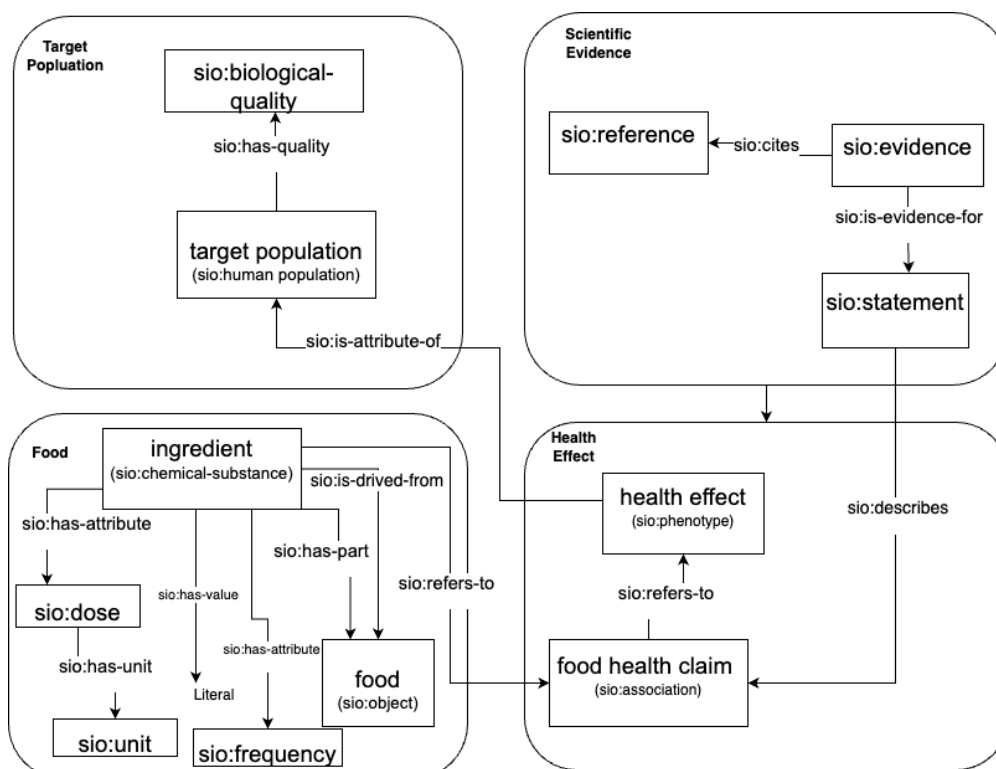 Target
Popluation
sio:biological-
quality
sio:has-quality
target population
(sio:human population)
sio:is-attribute-of
Scientific
Evidence
sio:reference
sio:cites
sio:evidence
sio:is-evidence-for
sio:statement
sio:describes
Food
ingredient
(sio:chemical-substance)
sio:is-drived-from
sio:has-attribute
sio:has-part
sio:refers-to
sio:has-value
sio:dose
sio:has-unit
sio:has-attribute
Literal
food
(sio:object)
sio:unit
sio:frequency
Health
Effect
health effect
(sio:phenotype)
sio:refers-to
food health claim
(sio:association)